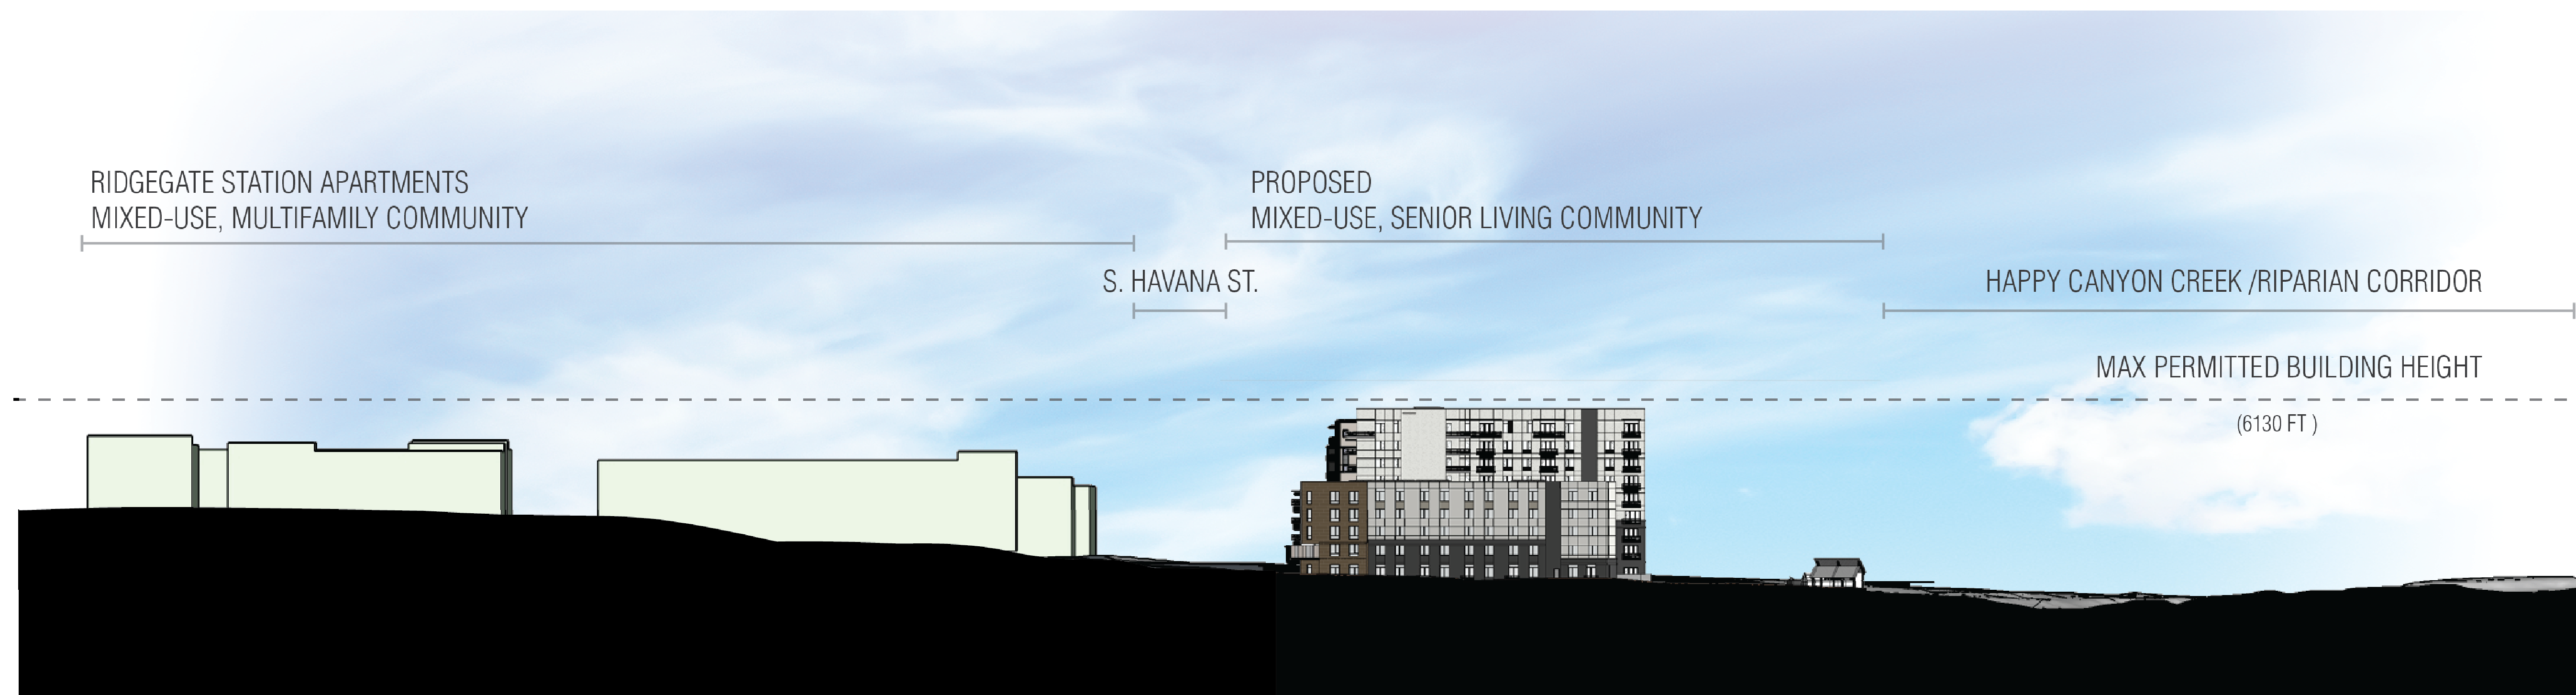 RIDGEGATE STATION APARTMENTS
MIXED-USE, MULTIFAMILY COMMUNITY
PROPOSED
MIXED-USE, SENIOR LIVING COMMUNITY
S. HAVANA ST.
HAPPY CANYON CREEK /RIPARIAN CORRIDOR
MAX PERMITTED BUILDING HEIGHT
(6130 FT )